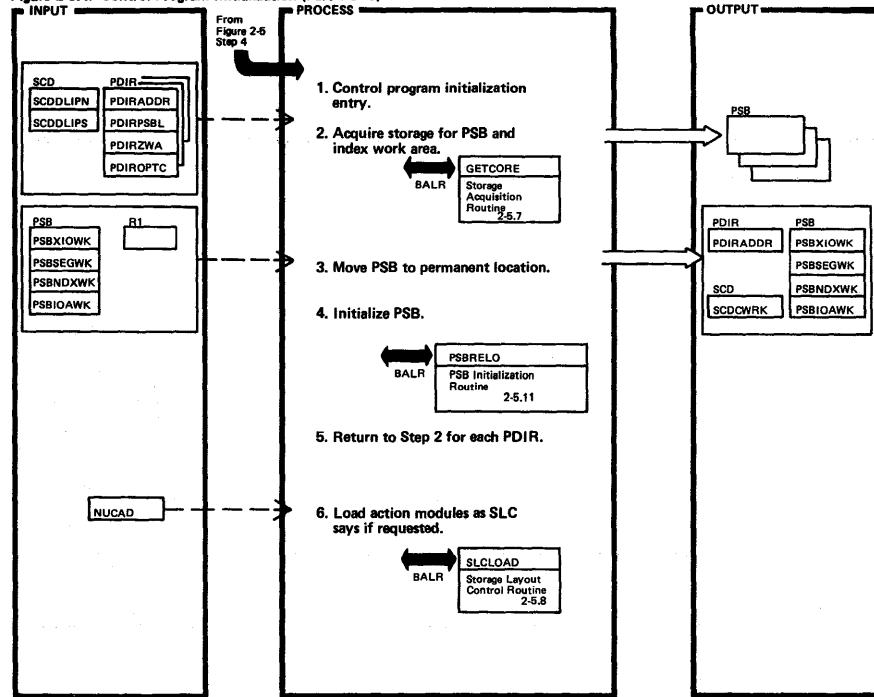 INPUT
From
Figure 2-5
Step 4
PROCESS
OUTPUT
SCD
SCDDLIPN
SCDDLIPS
PDIR
PDIRADDR
PDIRPSBL
PDIRZWA
PDIROPTC
1. Control program initialization
entry.
2. Acquire storage for PSB and
index work area.
BALR
GETCORE
Storage
Acquisition
Routine
2-5.7
PSB
PSB
PSBXIOWK
PSBSEGWK
PSBNDXWK
PSBIOAWK
R1
3. Move PSB to permanent location.
4. Initialize PSB.
BALR
PSBRELO
PSB Initialization
Routine
2-5.11
PDIR
PDIRADDR
SCD
SCDCWRK
PSB
PSBXIOWK
PSBSEGWK
PSBNDXWK
PSBIOAWK
5. Return to Step 2 for each PDIR.
NUCAD
6. Load action modules as SLC
says if requested.
BALR
SLCLOAD
Storage Layout
Control Routine
2-5.8